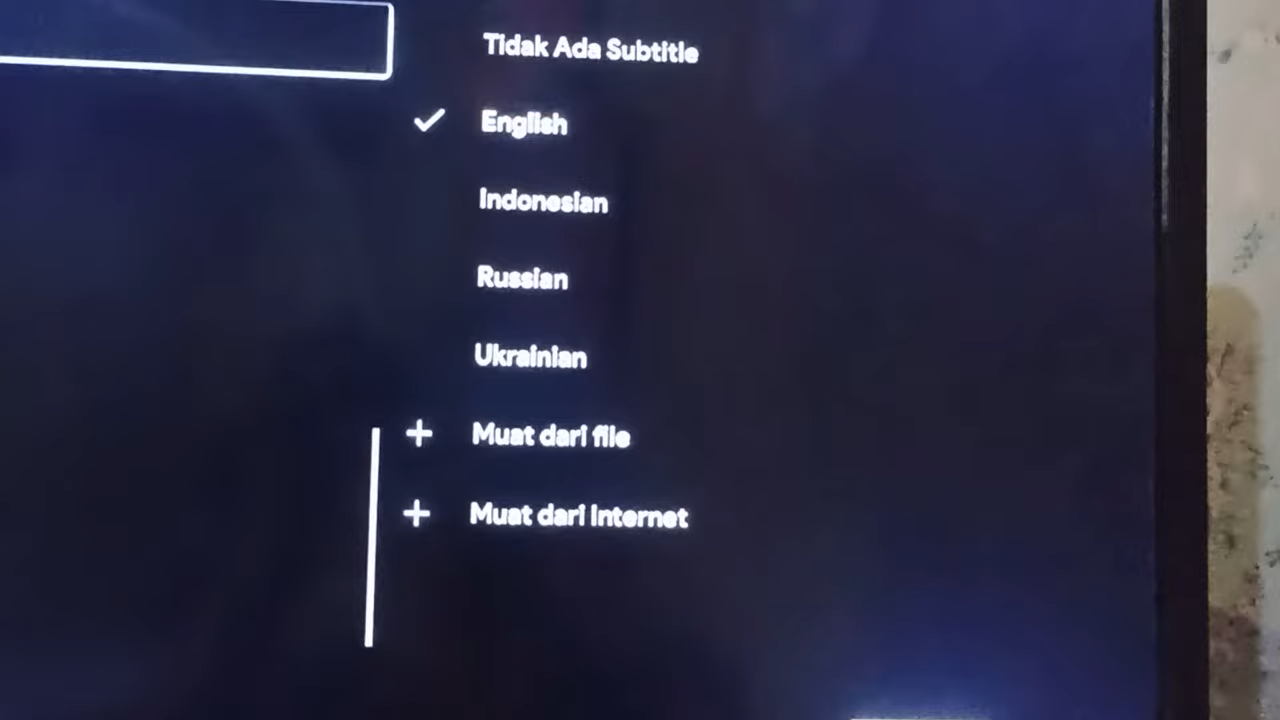 Tidak Ada Subtitle
English
Indonesian
Russian
Ukrainian
Muat dari file
Muat dari Internet